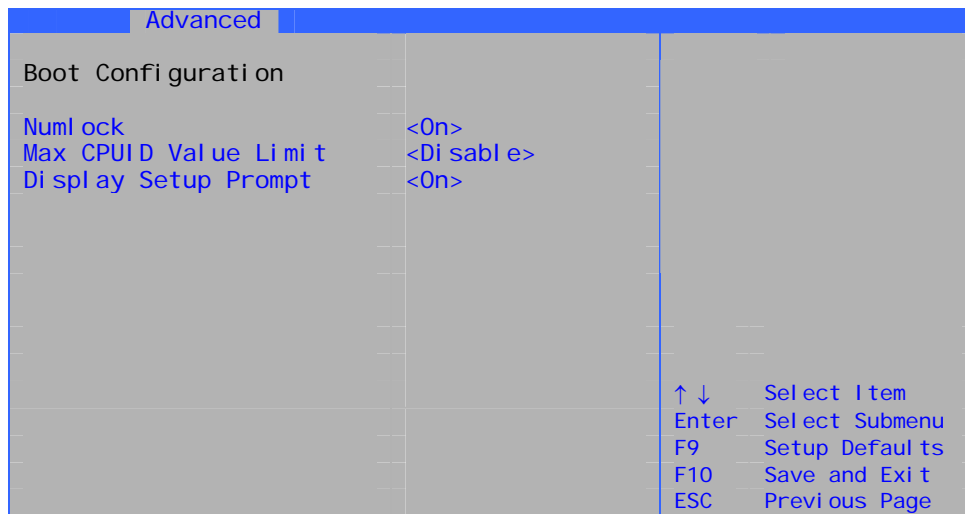 Advanced
Boot Configuration
Numlock <On>
Max CPUID Value Limit <Disable>
Display Setup Prompt <On>
↑↓ Select Item
Enter Select Submenu
F9 Setup Defaults
F10 Save and Exit
ESC Previous Page